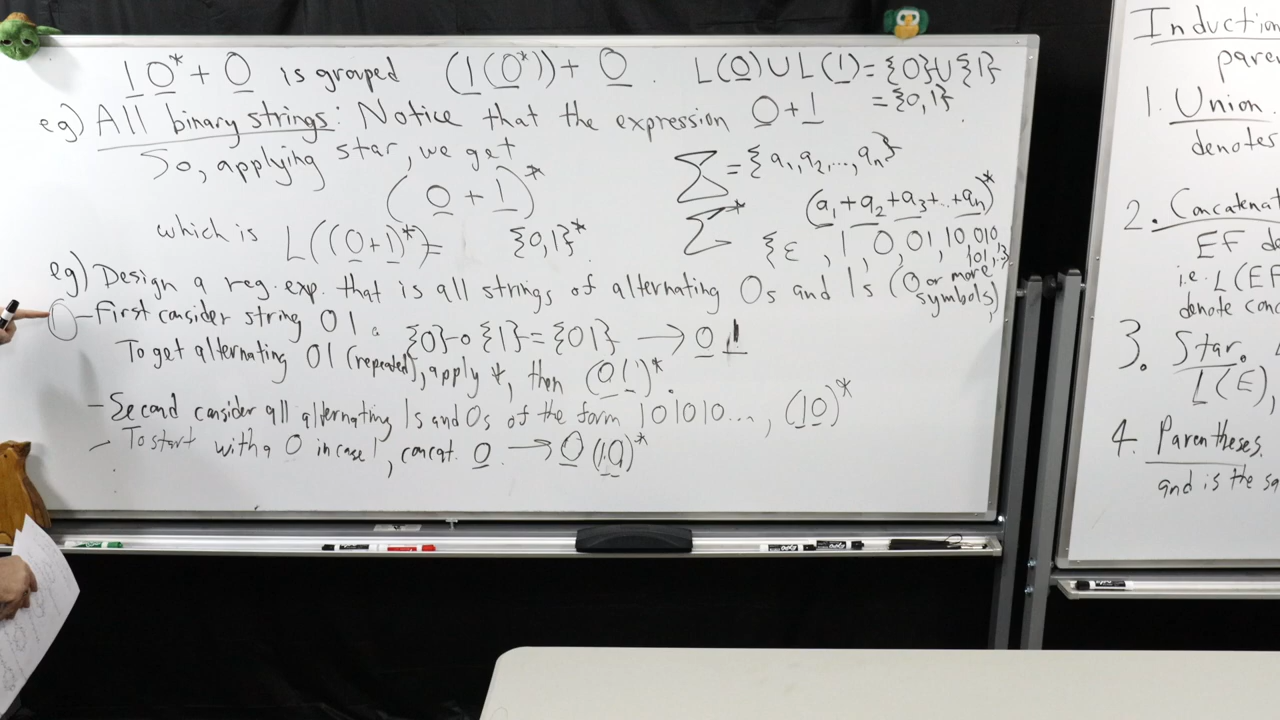 10* + 0 is grouped (1(0*)) + 0 . L(0) ∪ L(1) = {0} ∪ {1}
= {0,1}.
eg) All binary strings: Notice that the expression 0+1
So, applying star, we get
(0 + 1)*
Σ = {a1, a2, ..., an}
(a1+a2+a3+..+an)*
which is L((0+1)*) = {0,1}*
Σ* {ε, 1, 0, 01, 10, 010,
101, ..}
eg) Design a reg. exp. that is all strings of alternating 0s and 1s (0 or more
symbols)
- First consider string 01. {0} ∘ {1} = {01} → 01
To get alternating 01 (repeated), apply *, then (01)*.
- Second consider all alternating 1s and 0s of the form 101010..., (10)*
- To start with a 0 in case 1, concat. 0 → 0(10)*
Induction
paren
1. Union.
denotes
2. Concatenat
EF de
i.e. L(EF
denote conc
3. Star.
L(E),
4. Parentheses.
and is the sa